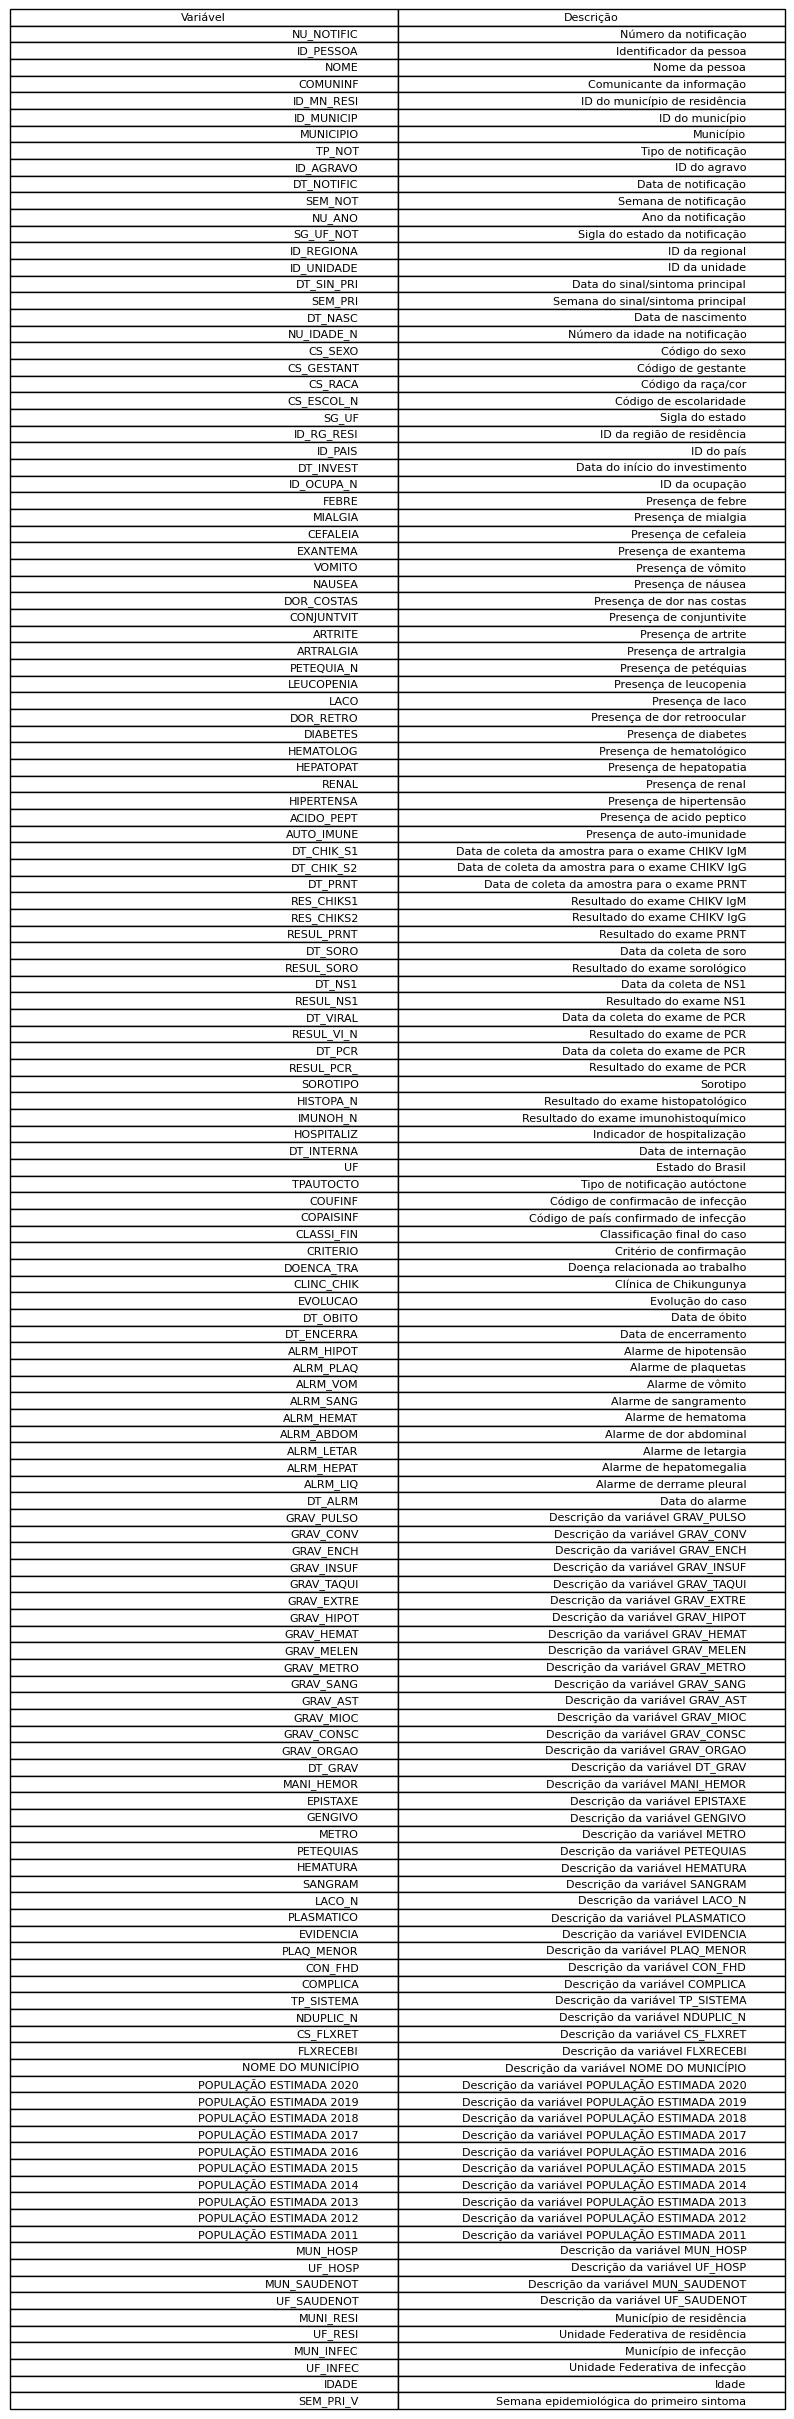 Variável Descrição
NU_NOTIFIC Número da notificação
ID_PESSOA Identificador da pessoa
NOME Nome da pessoa
COMUNINF Comunicante da informação
ID_MN_RESI ID do município de residência
ID_MUNICIP ID do município
MUNICIPIO Município
TP_NOT Tipo de notificação
ID_AGRAVO ID do agravo
DT_NOTIFIC Data de notificação
SEM_NOT Semana de notificação
NU_ANO Ano da notificação
SG_UF_NOT Sigla do estado da notificação
ID_REGIONA ID da regional
ID_UNIDADE ID da unidade
DT_SIN_PRI Data do sinal/sintoma principal
SEM_PRI Semana do sinal/sintoma principal
DT_NASC Data de nascimento
NU_IDADE_N Número da idade na notificação
CS_SEXO Código do sexo
CS_GESTANT Código de gestante
CS_RACA Código da raça/cor
CS_ESCOL_N Código de escolaridade
SG_UF Sigla do estado
ID_RG_RESI ID da região de residência
ID_PAIS ID do país
DT_INVEST Data do início do investimento
ID_OCUPA_N ID da ocupação
FEBRE Presença de febre
MIALGIA Presença de mialgia
CEFALEIA Presença de cefaleia
EXANTEMA Presença de exantema
VOMITO Presença de vômito
NAUSEA Presença de náusea
DOR_COSTAS Presença de dor nas costas
CONJUNTVIT Presença de conjuntivite
ARTRITE Presença de artrite
ARTRALGIA Presença de artralgia
PETEQUIA_N Presença de petéquias
LEUCOPENIA Presença de leucopenia
LACO Presença de laco
DOR_RETRO Presença de dor retroocular
DIABETES Presença de diabetes
HEMATOLOG Presença de hematológico
HEPATOPAT Presença de hepatopatia
RENAL Presença de renal
HIPERTENSA Presença de hipertensão
ACIDO_PEPT Presença de acido peptico
AUTO_IMUNE Presença de auto-imunidade
DT_CHIK_S1 Data de coleta da amostra para o exame CHIKV IgM
DT_CHIK_S2 Data de coleta da amostra para o exame CHIKV IgG
DT_PRNT Data de coleta da amostra para o exame PRNT
RES_CHIKS1 Resultado do exame CHIKV IgM
RES_CHIKS2 Resultado do exame CHIKV IgG
RESUL_PRNT Resultado do exame PRNT
DT_SORO Data da coleta de soro
RESUL_SORO Resultado do exame sorológico
DT_NS1 Data da coleta de NS1
RESUL_NS1 Resultado do exame NS1
DT_VIRAL Data da coleta do exame de PCR
RESUL_VI_N Resultado do exame de PCR
DT_PCR Data da coleta do exame de PCR
RESUL_PCR_ Resultado do exame de PCR
SOROTIPO Sorotipo
HISTOPA_N Resultado do exame histopatológico
IMUNOH_N Resultado do exame imunohistoquímico
HOSPITALIZ Indicador de hospitalização
DT_INTERNA Data de internação
UF Estado do Brasil
TPAUTOCTO Tipo de notificação autóctone
COUFINF Código de confirmacão de infecção
COPAISINF Código de país confirmado de infecção
CLASSI_FIN Classificação final do caso
CRITERIO Critério de confirmação
DOENCA_TRA Doença relacionada ao trabalho
CLINC_CHIK Clínica de Chikungunya
EVOLUCAO Evolução do caso
DT_OBITO Data de óbito
DT_ENCERRA Data de encerramento
ALRM_HIPOT Alarme de hipotensão
ALRM_PLAQ Alarme de plaquetas
ALRM_VOM Alarme de vômito
ALRM_SANG Alarme de sangramento
ALRM_HEMAT Alarme de hematoma
ALRM_ABDOM Alarme de dor abdominal
ALRM_LETAR Alarme de letargia
ALRM_HEPAT Alarme de hepatomegalia
ALRM_LIQ Alarme de derrame pleural
DT_ALRM Data do alarme
GRAV_PULSO Descrição da variável GRAV_PULSO
GRAV_CONV Descrição da variável GRAV_CONV
GRAV_ENCH Descrição da variável GRAV_ENCH
GRAV_INSUF Descrição da variável GRAV_INSUF
GRAV_TAQUI Descrição da variável GRAV_TAQUI
GRAV_EXTRE Descrição da variável GRAV_EXTRE
GRAV_HIPOT Descrição da variável GRAV_HIPOT
GRAV_HEMAT Descrição da variável GRAV_HEMAT
GRAV_MELEN Descrição da variável GRAV_MELEN
GRAV_METRO Descrição da variável GRAV_METRO
GRAV_SANG Descrição da variável GRAV_SANG
GRAV_AST Descrição da variável GRAV_AST
GRAV_MIOC Descrição da variável GRAV_MIOC
GRAV_CONSC Descrição da variável GRAV_CONSC
GRAV_ORGAO Descrição da variável GRAV_ORGAO
DT_GRAV Descrição da variável DT_GRAV
MANI_HEMOR Descrição da variável MANI_HEMOR
EPISTAXE Descrição da variável EPISTAXE
GENGIVO Descrição da variável GENGIVO
METRO Descrição da variável METRO
PETEQUIAS Descrição da variável PETEQUIAS
HEMATURA Descrição da variável HEMATURA
SANGRAM Descrição da variável SANGRAM
LACO_N Descrição da variável LACO_N
PLASMATICO Descrição da variável PLASMATICO
EVIDENCIA Descrição da variável EVIDENCIA
PLAQ_MENOR Descrição da variável PLAQ_MENOR
CON_FHD Descrição da variável CON_FHD
COMPLICA Descrição da variável COMPLICA
TP_SISTEMA Descrição da variável TP_SISTEMA
NDUPLIC_N Descrição da variável NDUPLIC_N
CS_FLXRET Descrição da variável CS_FLXRET
FLXRECEBI Descrição da variável FLXRECEBI
NOME DO MUNICÍPIO Descrição da variável NOME DO MUNICÍPIO
POPULAÇÃO ESTIMADA 2020 Descrição da variável POPULAÇÃO ESTIMADA 2020
POPULAÇÃO ESTIMADA 2019 Descrição da variável POPULAÇÃO ESTIMADA 2019
POPULAÇÃO ESTIMADA 2018 Descrição da variável POPULAÇÃO ESTIMADA 2018
POPULAÇÃO ESTIMADA 2017 Descrição da variável POPULAÇÃO ESTIMADA 2017
POPULAÇÃO ESTIMADA 2016 Descrição da variável POPULAÇÃO ESTIMADA 2016
POPULAÇÃO ESTIMADA 2015 Descrição da variável POPULAÇÃO ESTIMADA 2015
POPULAÇÃO ESTIMADA 2014 Descrição da variável POPULAÇÃO ESTIMADA 2014
POPULAÇÃO ESTIMADA 2013 Descrição da variável POPULAÇÃO ESTIMADA 2013
POPULAÇÃO ESTIMADA 2012 Descrição da variável POPULAÇÃO ESTIMADA 2012
POPULAÇÃO ESTIMADA 2011 Descrição da variável POPULAÇÃO ESTIMADA 2011
MUN_HOSP Descrição da variável MUN_HOSP
UF_HOSP Descrição da variável UF_HOSP
MUN_SAUDENOT Descrição da variável MUN_SAUDENOT
UF_SAUDENOT Descrição da variável UF_SAUDENOT
MUNI_RESI Município de residência
UF_RESI Unidade Federativa de residência
MUN_INFEC Município de infecção
UF_INFEC Unidade Federativa de infecção
IDADE Idade
SEM_PRI_V Semana epidemiológica do primeiro sintoma